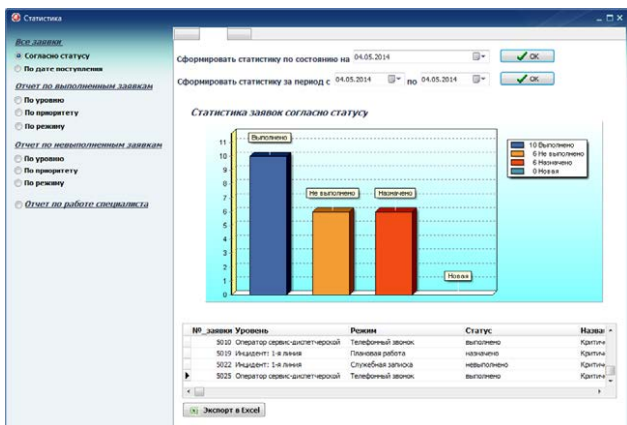 Статистика
Все заявки
Согласно статусу
По дате поступления
Отчет по выполненным заявкам
По уровню
По приоритету
По режиму
Отчет по невыполненным заявкам
По уровню
По приоритету
По режиму
Отчет по работе специалиста
Сформировать статистику по состоянию на 04.05.2014 OK
Сформировать статистику за период с 04.05.2014 по 04.05.2014 OK
Статистика заявок согласно статусу
11
10
9
8
7
6
5
4
3
2
1
0
Выполнено
Не выполнено
Назначено
Новая
10 Выполнено
6 Не выполнено
6 Назначено
0 Новая
№_заявки Уровень Режим Статус Назва
5010 Оператор сервис-диспетчерской Телефонный звонок выполнено Критич
5019 Инцидент: 1-я линия Плановая работа назначено Критич
5022 Инцидент: 1-я линия Служебная записка невыполнено Критич
5025 Оператор сервис-диспетчерской Телефонный звонок выполнено Критич
Экспорт в Excel